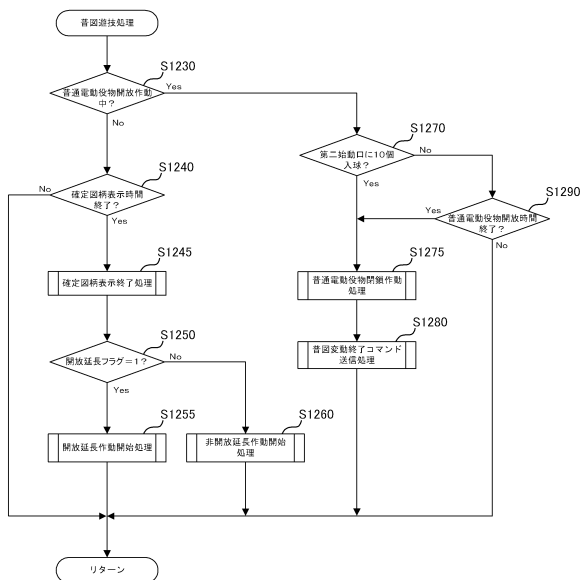 普図遊技処理
S1230
普通電動役物開放作動
中？
Yes
No
S1270
第二始動口に10個
入球？
No
Yes
S1240
No
確定図柄表示時間
終了？
Yes
S1290
Yes
普通電動役物開放時間
終了？
No
S1245
確定図柄表示終了処理
S1275
普通電動役物閉鎖作動
処理
S1250
開放延長フラグ＝1？
No
Yes
S1280
普図変動終了コマンド
送信処理
S1255
開放延長作動開始処理
S1260
非開放延長作動開始
処理
リターン